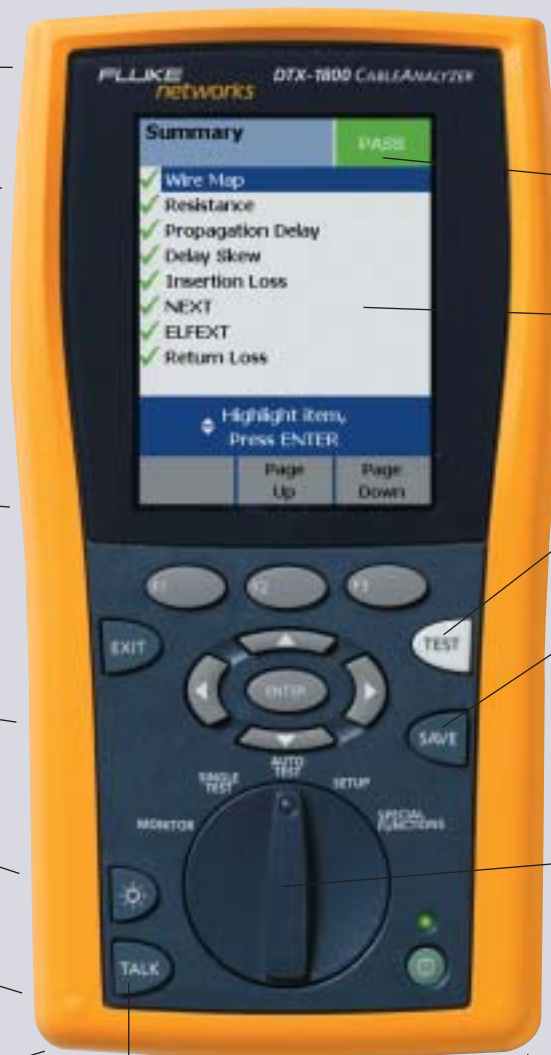 FLUKE
networks
DTX-1800 CABLEANALYZER
Summary
PASS
Wire Map
Resistance
Propagation Delay
Delay Skew
Insertion Loss
NEXT
ELFEXT
Return Loss
Highlight item,
Press ENTER
Page
Up
Page
Down
F1
F2
F3
EXIT
TEST
ENTER
SAVE
MONITOR
SINGLE
TEST
AUTO
TEST
SETUP
SPECIAL
FUNCTIONS
TALK